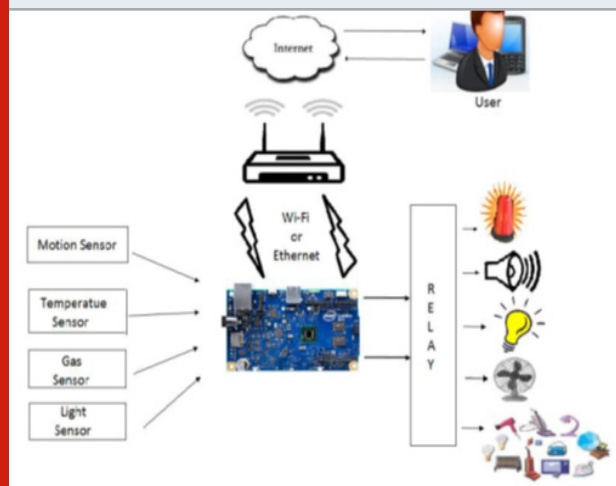 Internet
User
Wi-Fi
or
Ethernet
Motion Sensor
Temperatue
Sensor
Gas
Sensor
Light
Sensor
R
E
L
A
Y